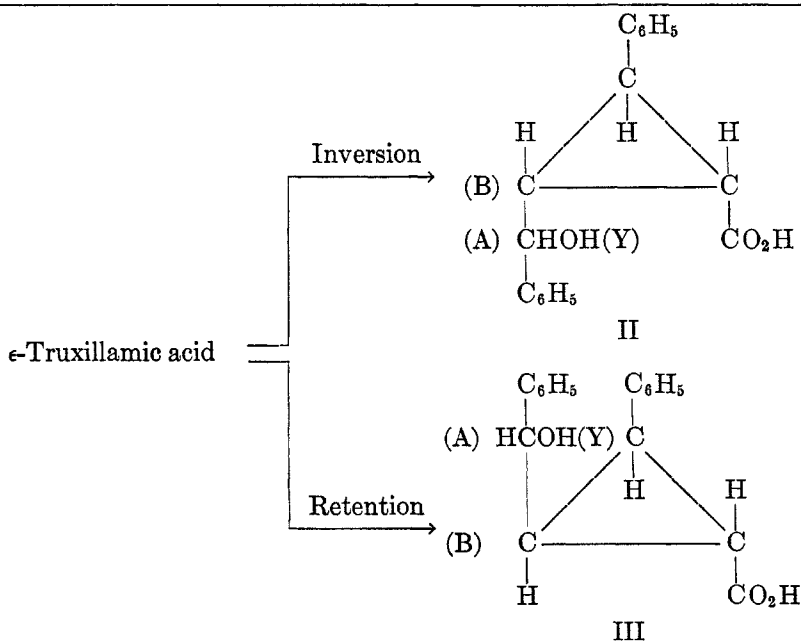 C₆H₅
C
H H H
Inversion
(B) C C
(A) CHOH(Y) CO₂H
C₆H₅
II
ϵ-Truxillamic acid
C₆H₅ C₆H₅
(A) HCOH(Y) C
H H
Retention
(B) C C
H CO₂H
III